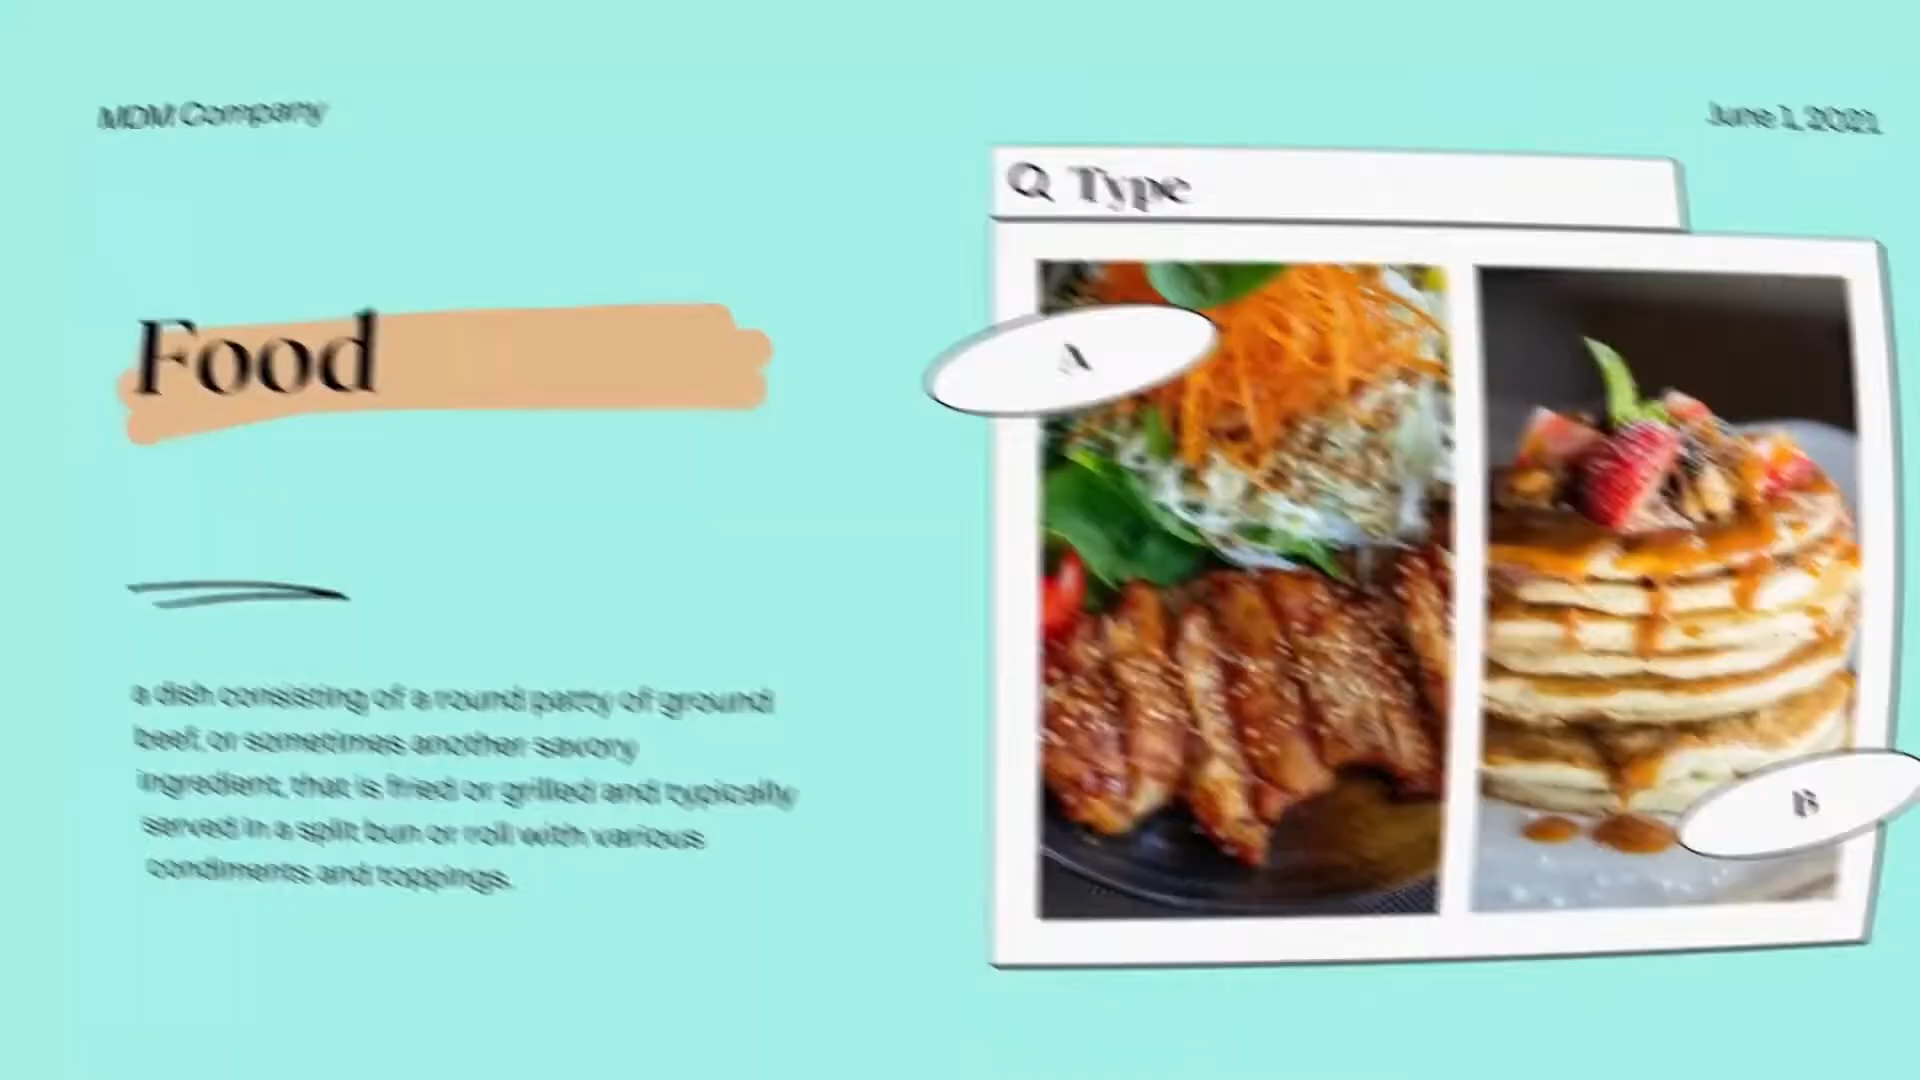 MDM Company
June 1, 2021
Type
Food
A
a dish consisting of a round patty of ground
beef, or sometimes another savory
ingredient, that is fried or grilled and typically
served in a split bun or roll with various
condiments and toppings.
B